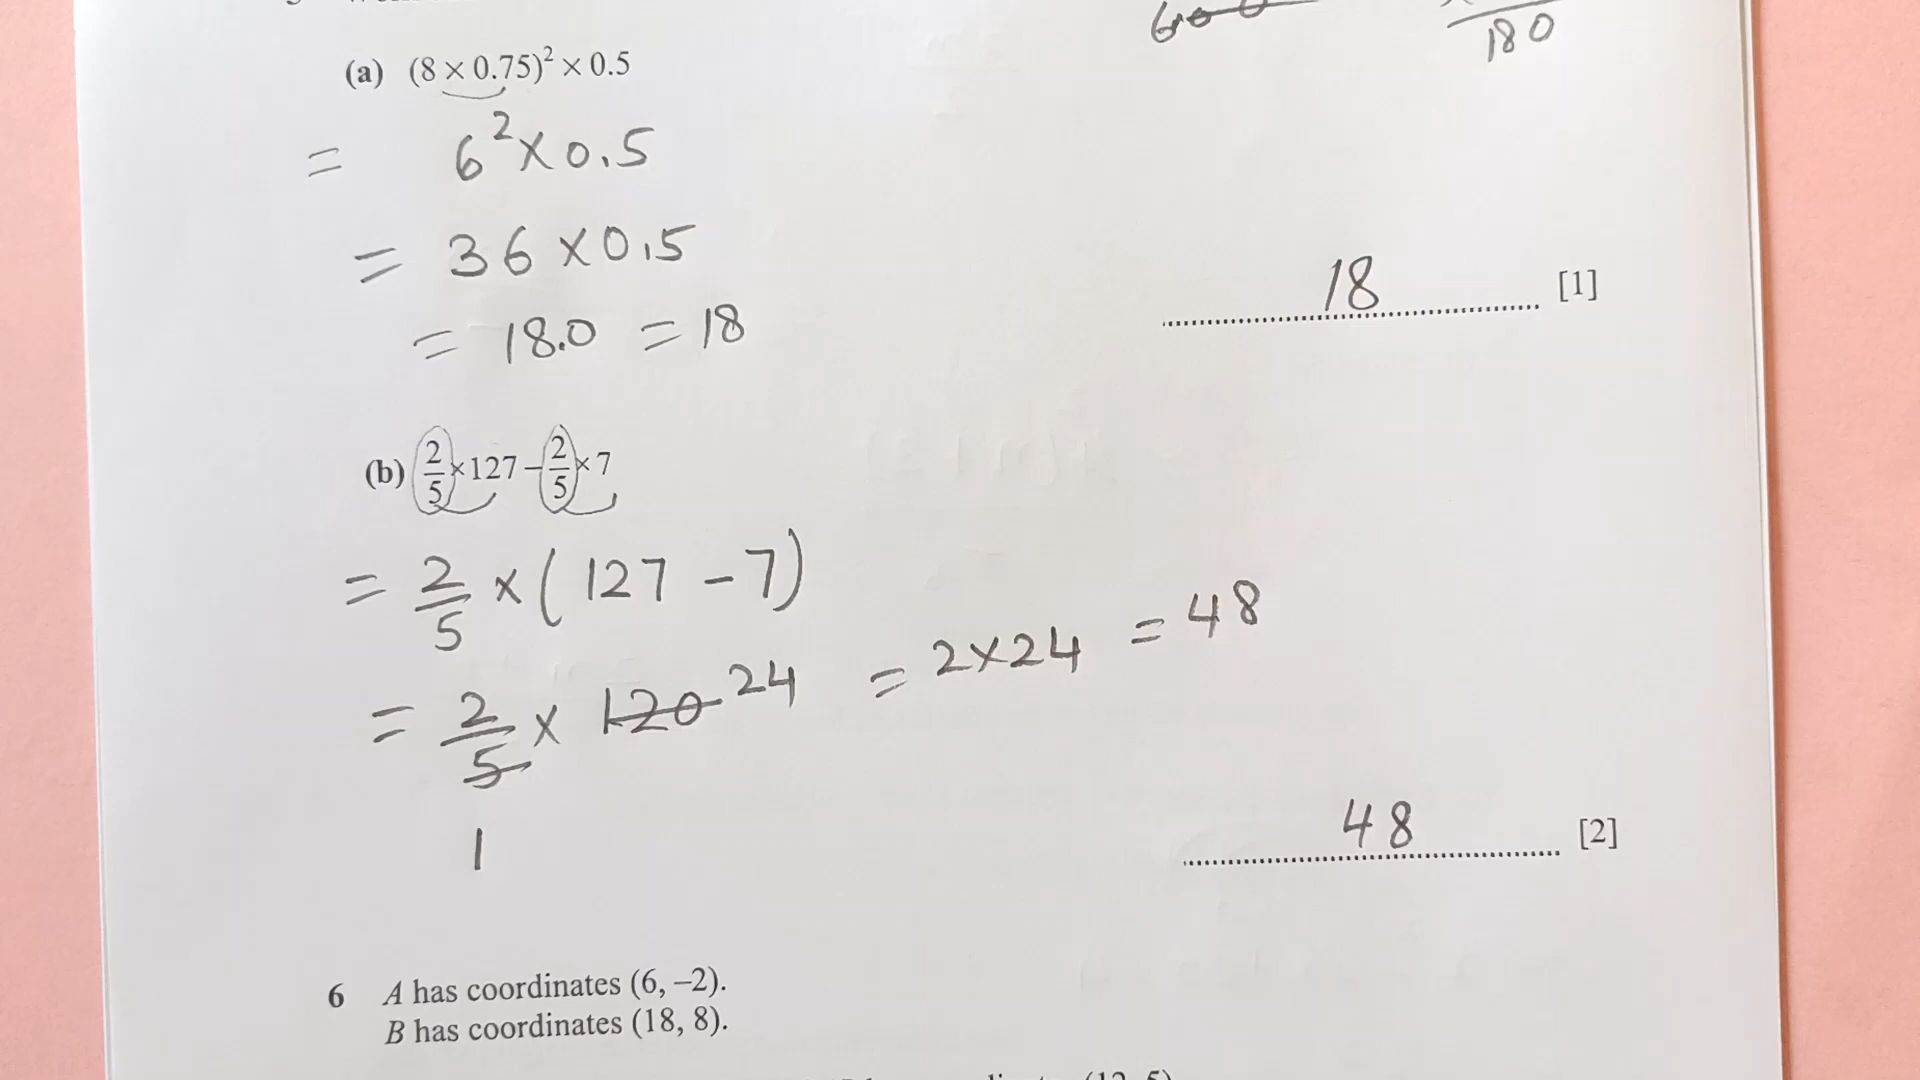 180
(a) (8 × 0.75)² × 0.5
= 6² × 0.5
= 36 × 0.5
= 18.0 = 18
18 [1]
(b) 2/5 × 127 – 2/5 × 7
= 2/5 × (127 – 7)
= 2/5 × 120 24 = 2 × 24 = 48
1
48 [2]
6 A has coordinates (6, –2).
B has coordinates (18, 8).